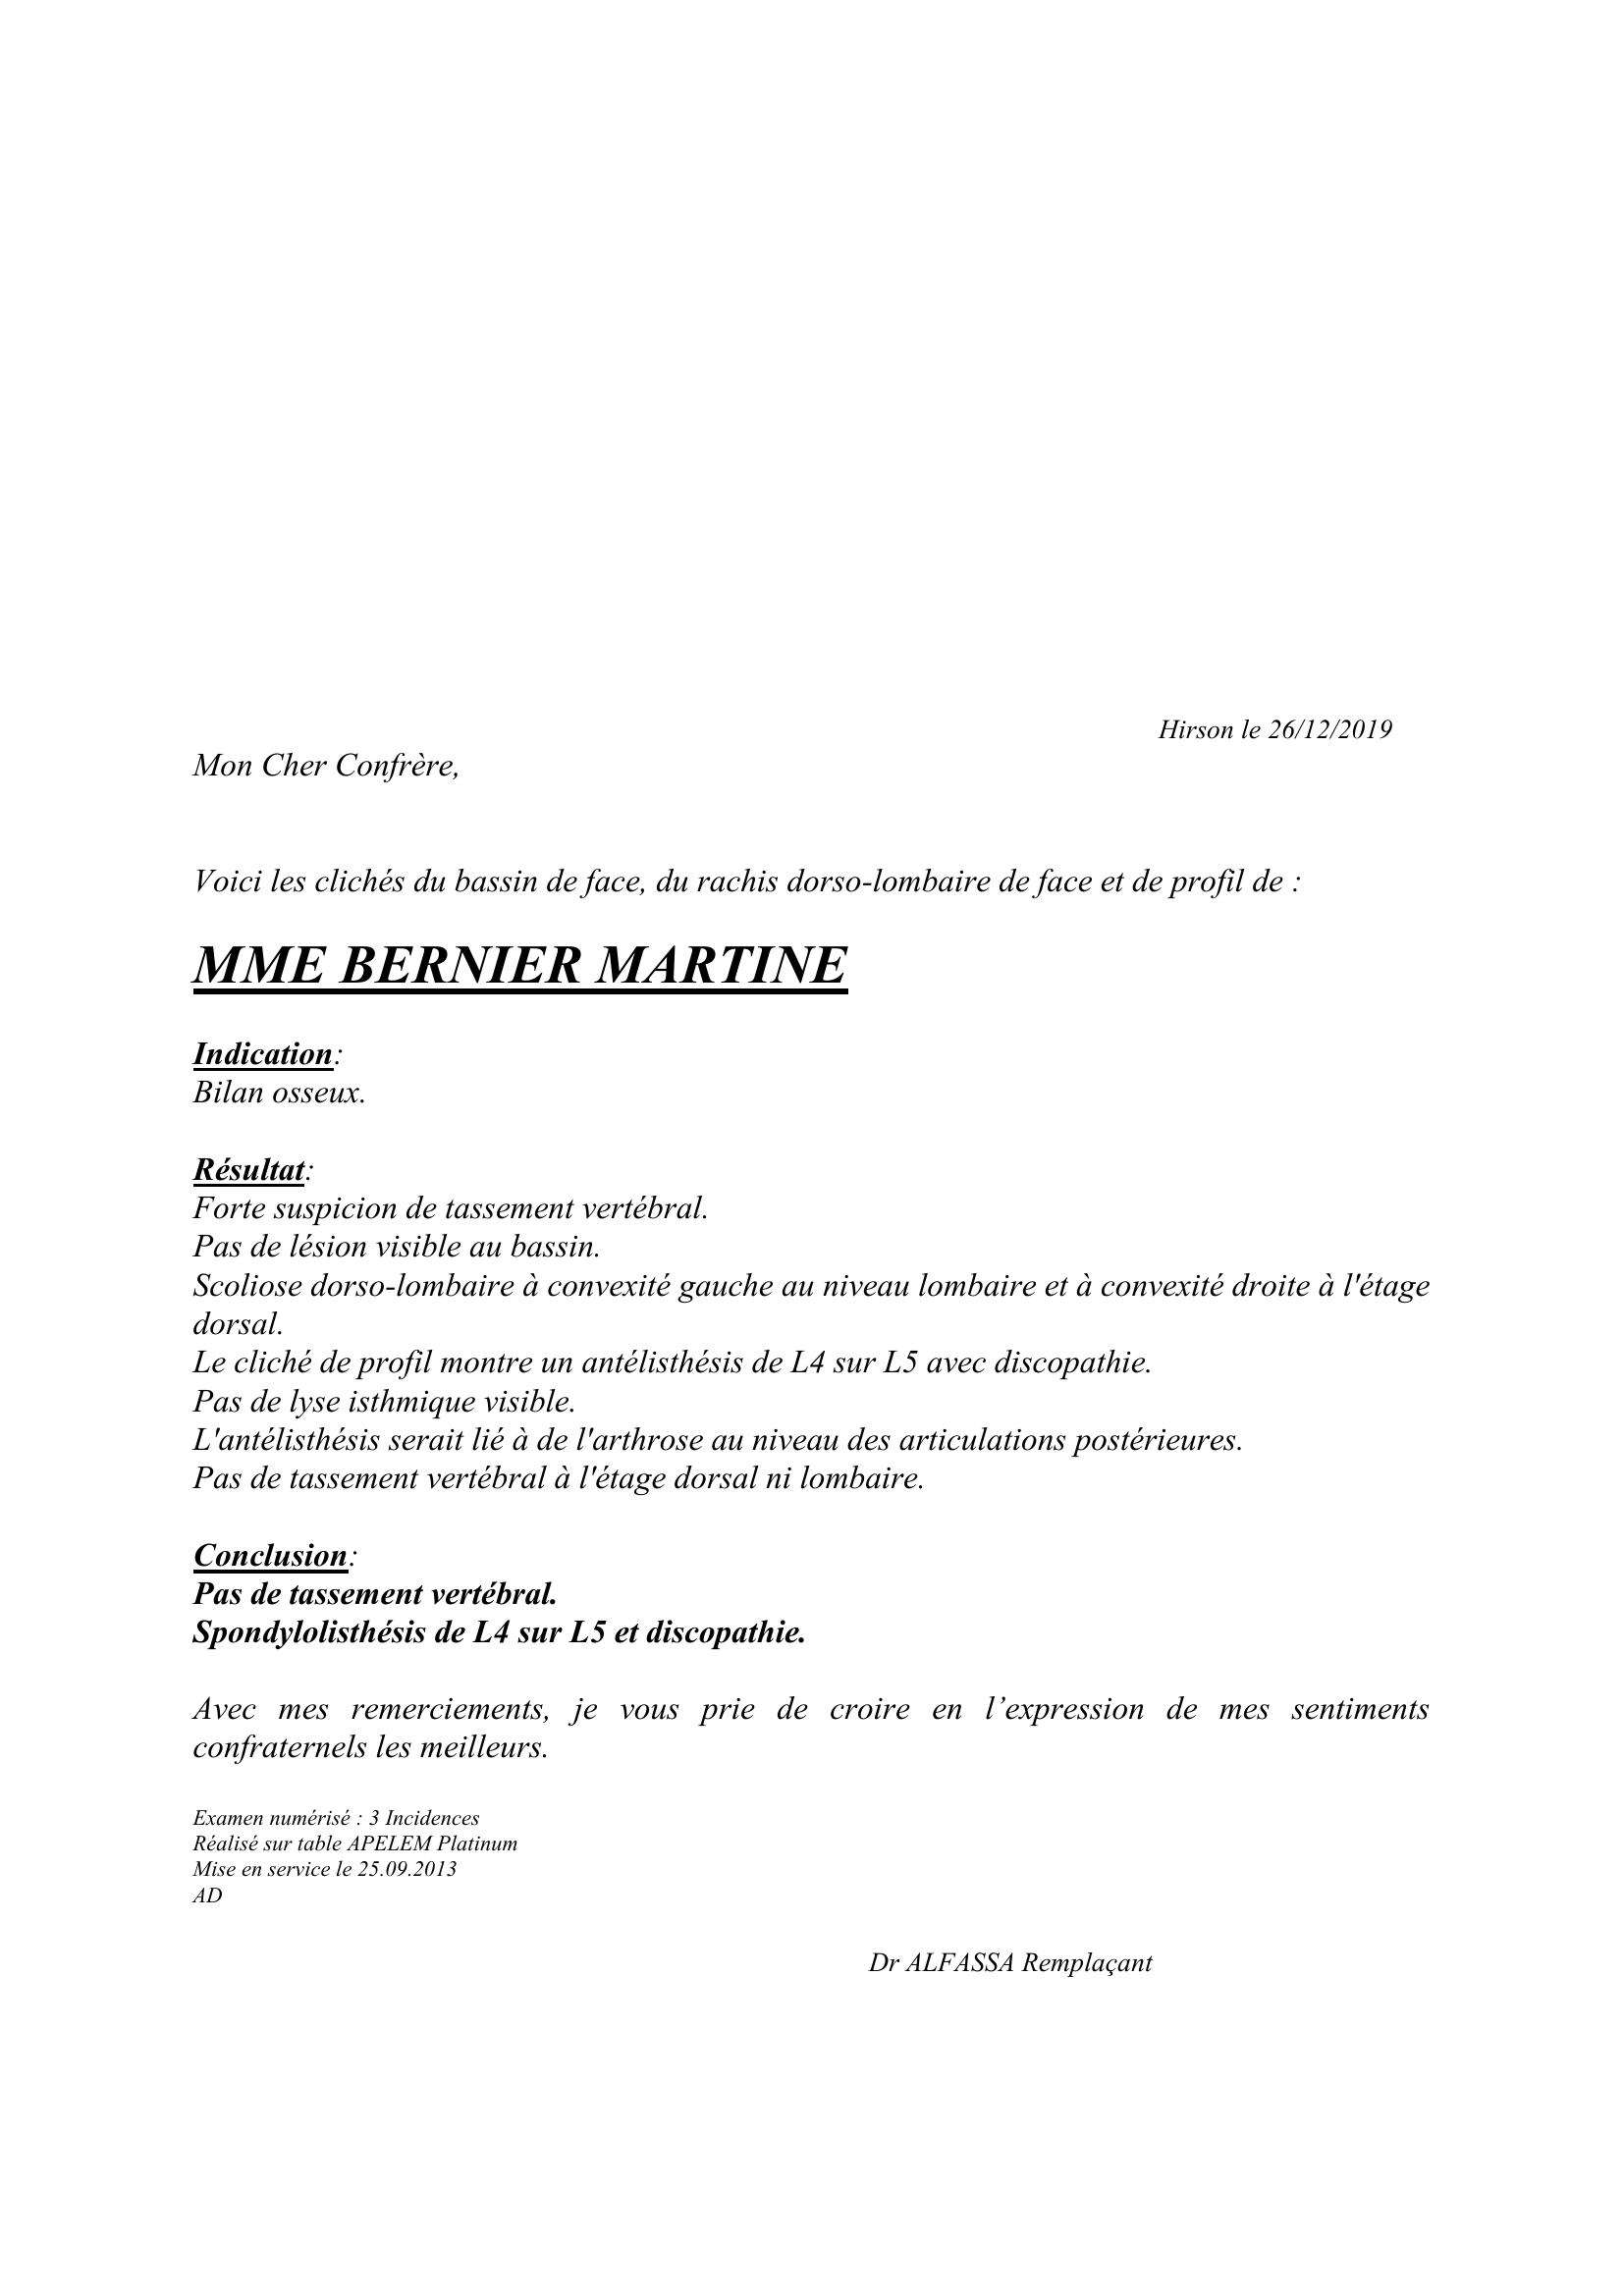 Hirson le 26/12/2019
Mon Cher Confrère,
Voici les clichés du bassin de face, du rachis dorso-lombaire de face et de profil de :
MME BERNIER MARTINE
Indication:
Bilan osseux.
Résultat:
Forte suspicion de tassement vertébral.
Pas de lésion visible au bassin.
Scoliose dorso-lombaire à convexité gauche au niveau lombaire et à convexité droite à l'étage
dorsal.
Le cliché de profil montre un antélisthésis de L4 sur L5 avec discopathie.
Pas de lyse isthmique visible.
L'antélisthésis serait lié à de l'arthrose au niveau des articulations postérieures.
Pas de tassement vertébral à l'étage dorsal ni lombaire.
Conclusion:
Pas de tassement vertébral.
Spondylolisthésis de L4 sur L5 et discopathie.
Avec mes remerciements, je vous prie de croire en l’expression de mes sentiments
confraternels les meilleurs.
Examen numérisé : 3 Incidences
Réalisé sur table APELEM Platinum
Mise en service le 25.09.2013
AD
Dr ALFASSA Remplaçant